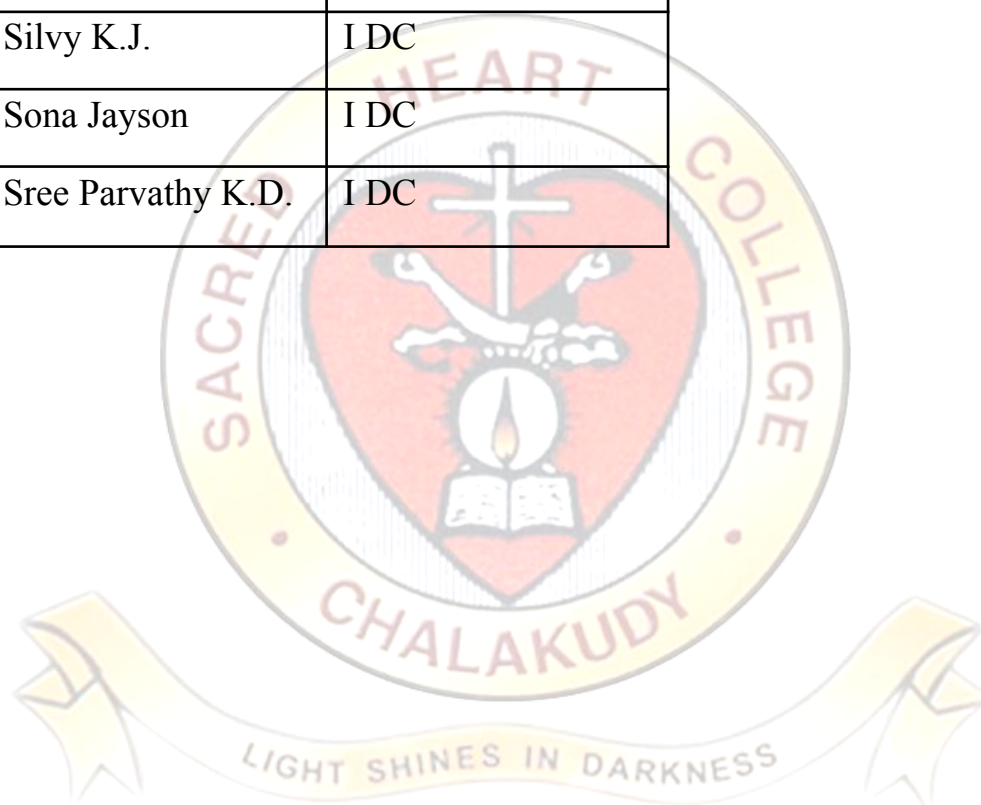 Silvy K.J. I DC
Sona Jayson I DC
Sree Parvathy K.D. I DC
SACRED HEART COLLEGE
CHALAKUDY
LIGHT SHINES IN DARKNESS